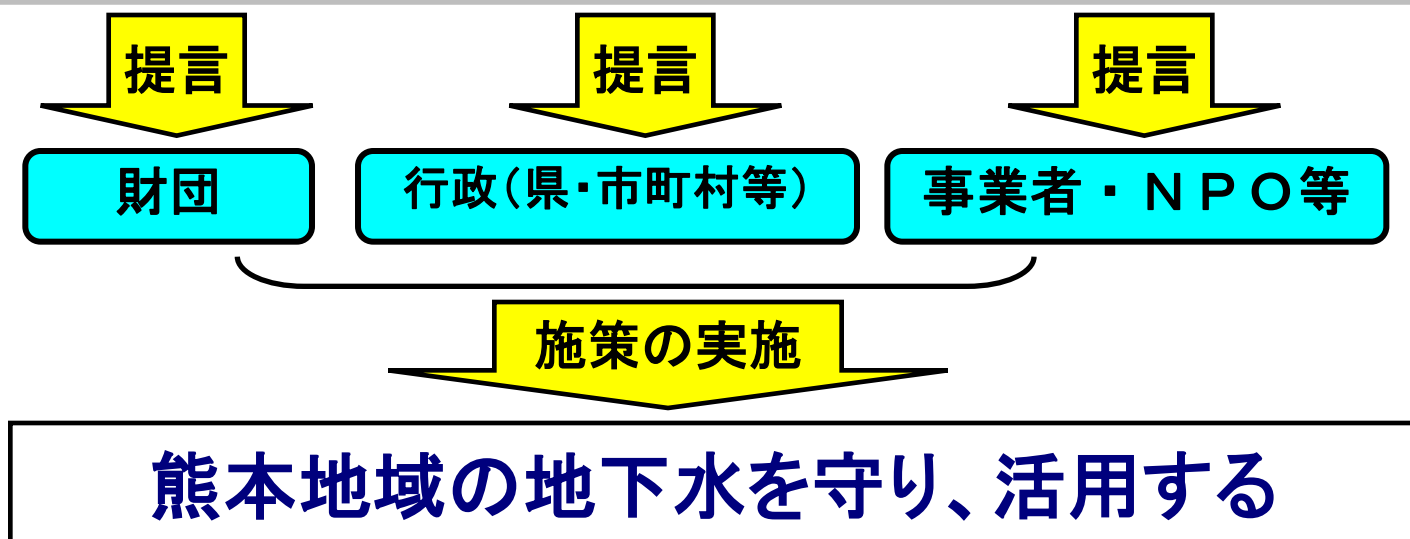 提言 提言 提言
財団 行政(県・市町村等) 事業者・NPO等
施策の実施
熊本地域の地下水を守り、活用する